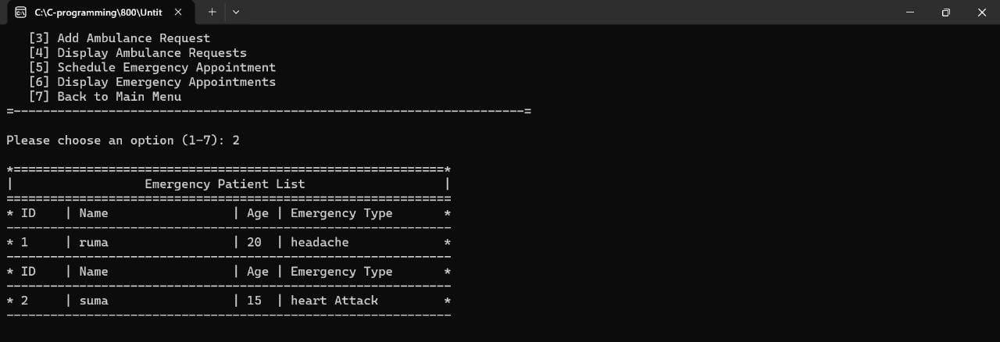 C:\C-programming\800\Untit
[3] Add Ambulance Request
[4] Display Ambulance Requests
[5] Schedule Emergency Appointment
[6] Display Emergency Appointments
[7] Back to Main Menu
=----------------------------------------------------------------------=
Please choose an option (1-7): 2
*===========================================================*
|                  Emergency Patient List                   |
=============================================================
* ID    | Name                 | Age | Emergency Type       *
-------------------------------------------------------------
* 1     | ruma                 | 20  | headache             *
-------------------------------------------------------------
* ID    | Name                 | Age | Emergency Type       *
-------------------------------------------------------------
* 2     | suma                 | 15  | heart Attack         *
-------------------------------------------------------------